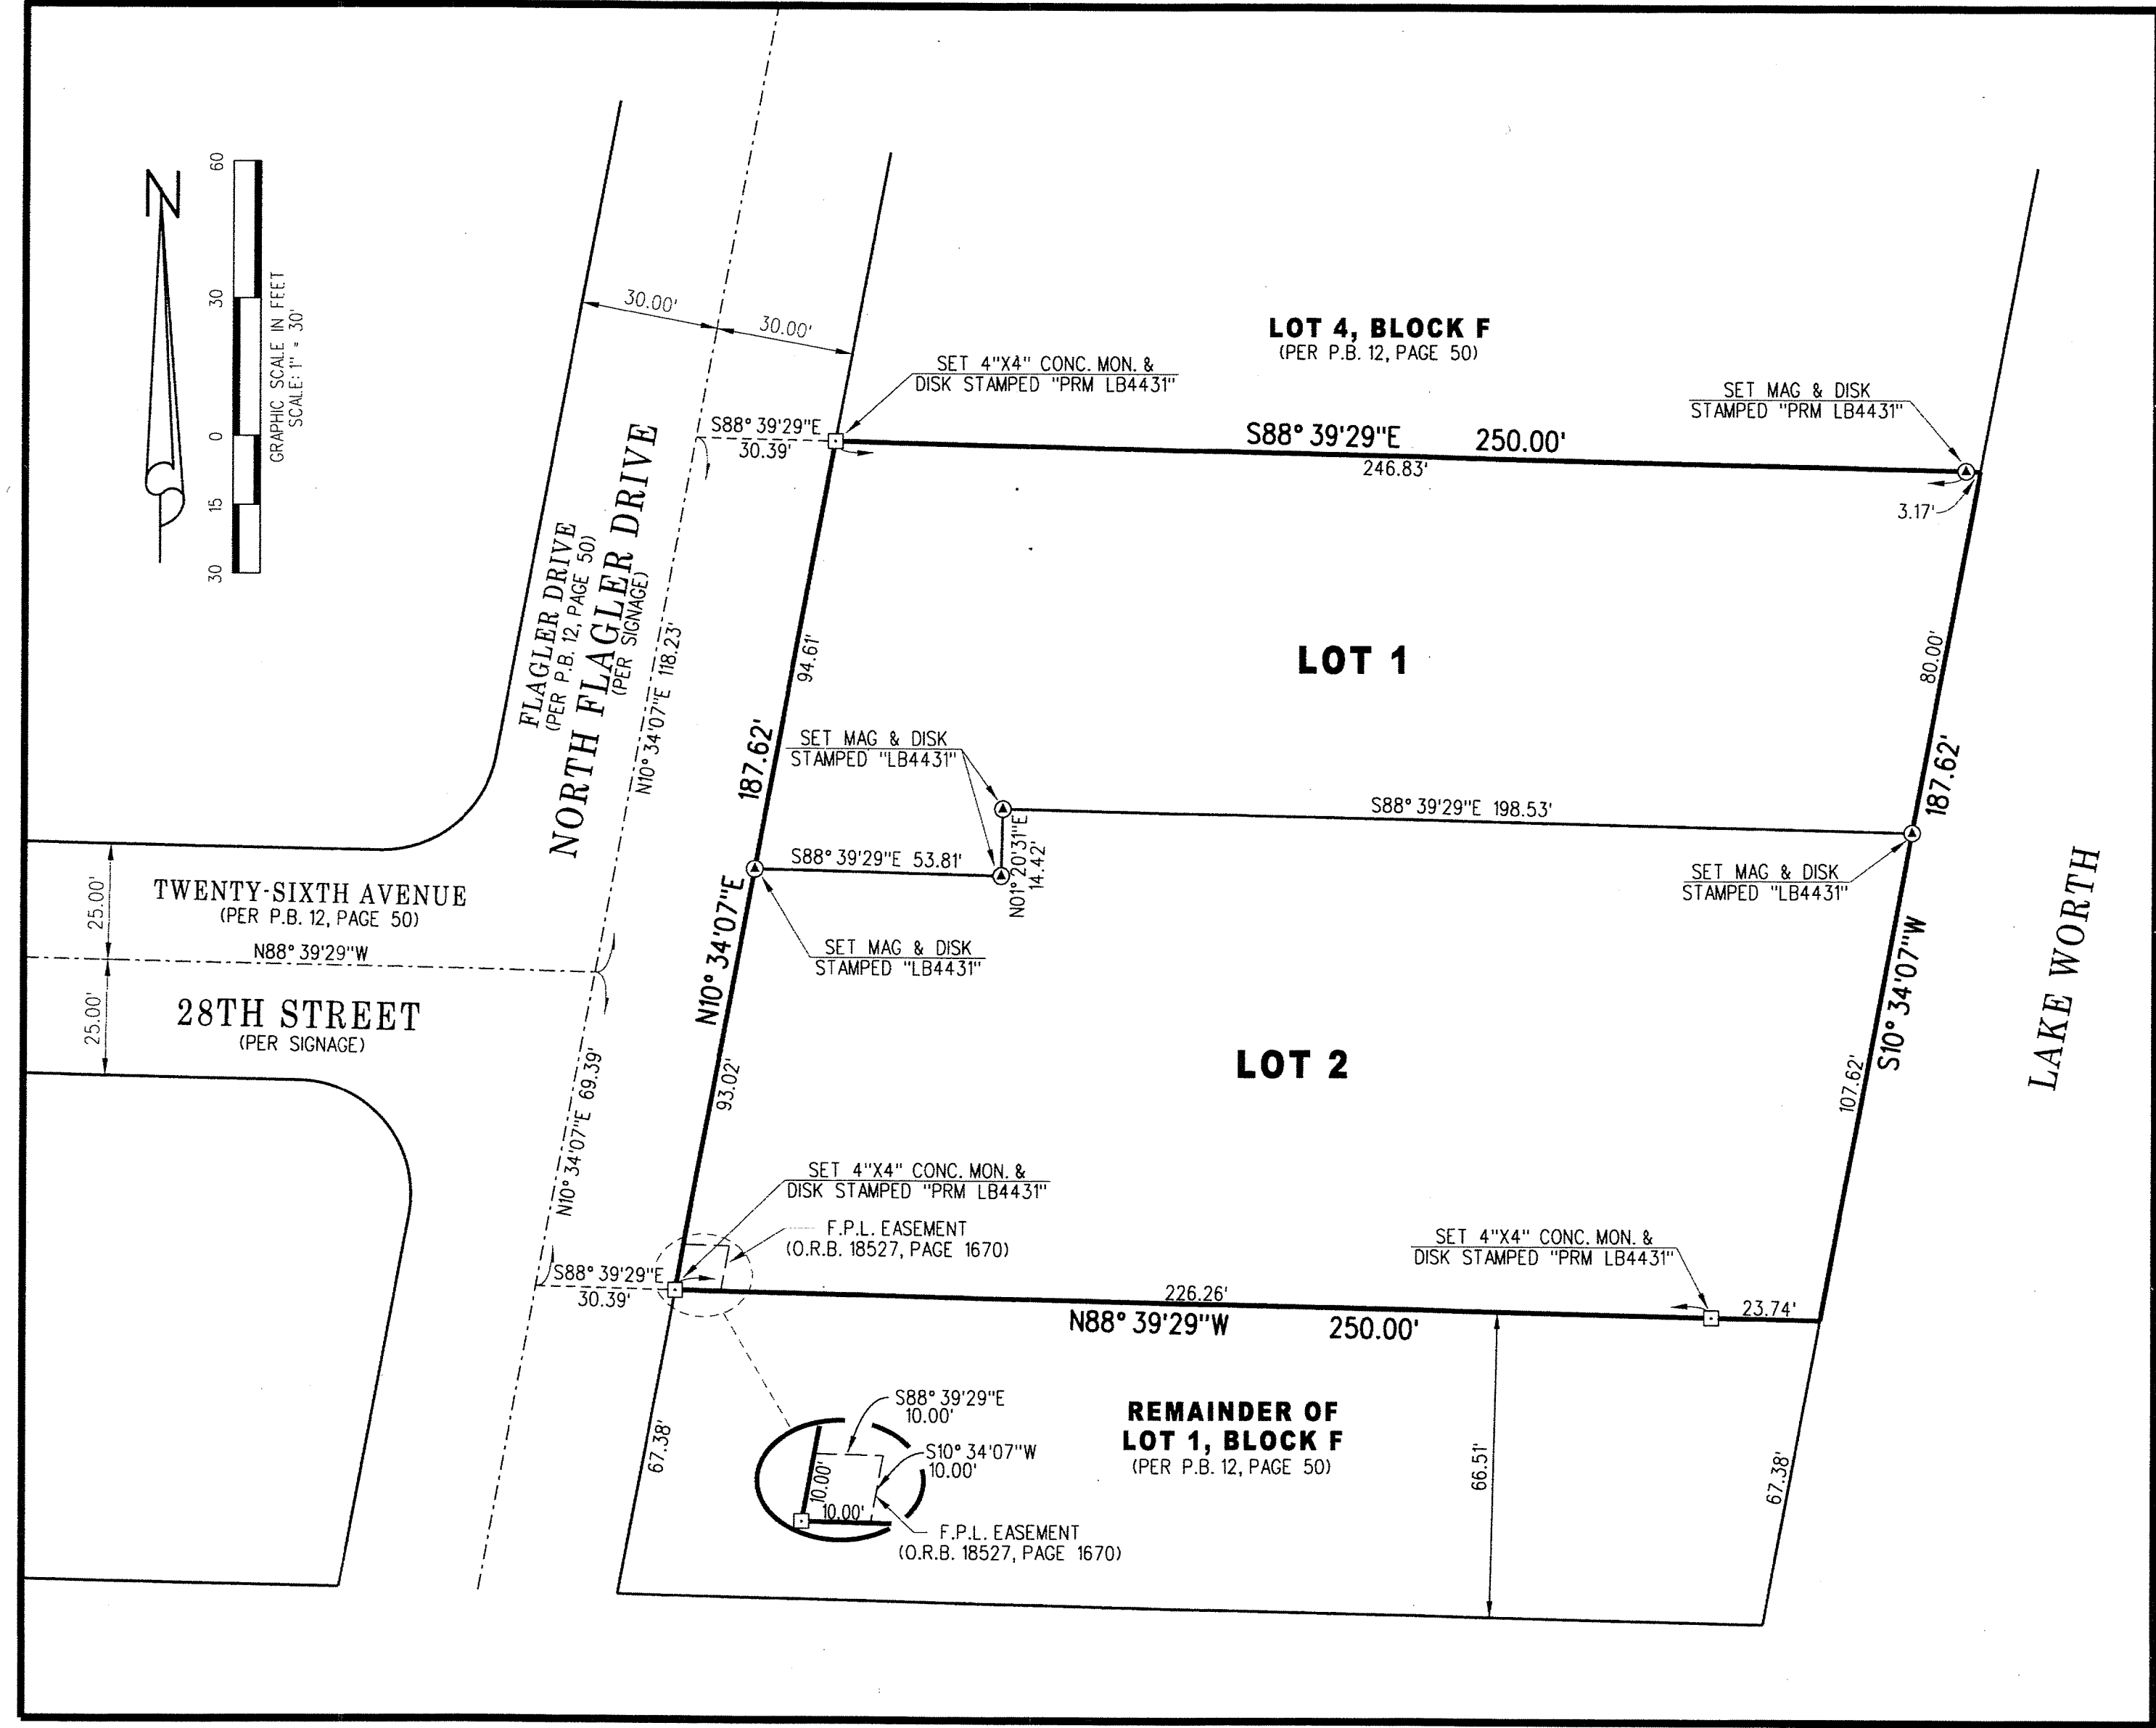 N
60
30
0
15
30
GRAPHIC SCALE IN FEET
SCALE: 1" = 30'
30.00'
30.00'
LOT 4, BLOCK F
(PER P.B. 12, PAGE 50)
SET 4"X4" CONC. MON. &
DISK STAMPED "PRM LB4431"
SET MAG & DISK
STAMPED "PRM LB4431"
S88°39'29"E
30.39'
S88°39'29"E 250.00'
246.83'
3.17'
FLAGLER DRIVE
(PER P.B. 12, PAGE 50)
NORTH FLAGLER DRIVE
(PER SIGNAGE)
N10°34'07"E 118.23'
94.61'
LOT 1
80.00'
187.62'
SET MAG & DISK
STAMPED "LB4431"
S88°39'29"E 198.53'
187.62'
S88°39'29"E 53.81'
N01°20'31"E
14.42'
SET MAG & DISK
STAMPED "LB4431"
25.00'
TWENTY-SIXTH AVENUE
(PER P.B. 12, PAGE 50)
N88°39'29"W
25.00'
28TH STREET
(PER SIGNAGE)
N10°34'07"E
SET MAG & DISK
STAMPED "LB4431"
S10°34'07"W
LAKE WORTH
LOT 2
N10°34'07"E 69.39'
93.02'
107.62'
SET 4"X4" CONC. MON. &
DISK STAMPED "PRM LB4431"
F.P.L. EASEMENT
(O.R.B. 18527, PAGE 1670)
SET 4"X4" CONC. MON. &
DISK STAMPED "PRM LB4431"
S88°39'29"E
30.39'
226.26'
23.74'
N88°39'29"W 250.00'
67.38'
S88°39'29"E
10.00'
S10°34'07"W
10.00'
10.00'
10.00'
F.P.L. EASEMENT
(O.R.B. 18527, PAGE 1670)
REMAINDER OF
LOT 1, BLOCK F
(PER P.B. 12, PAGE 50)
66.51'
67.38'